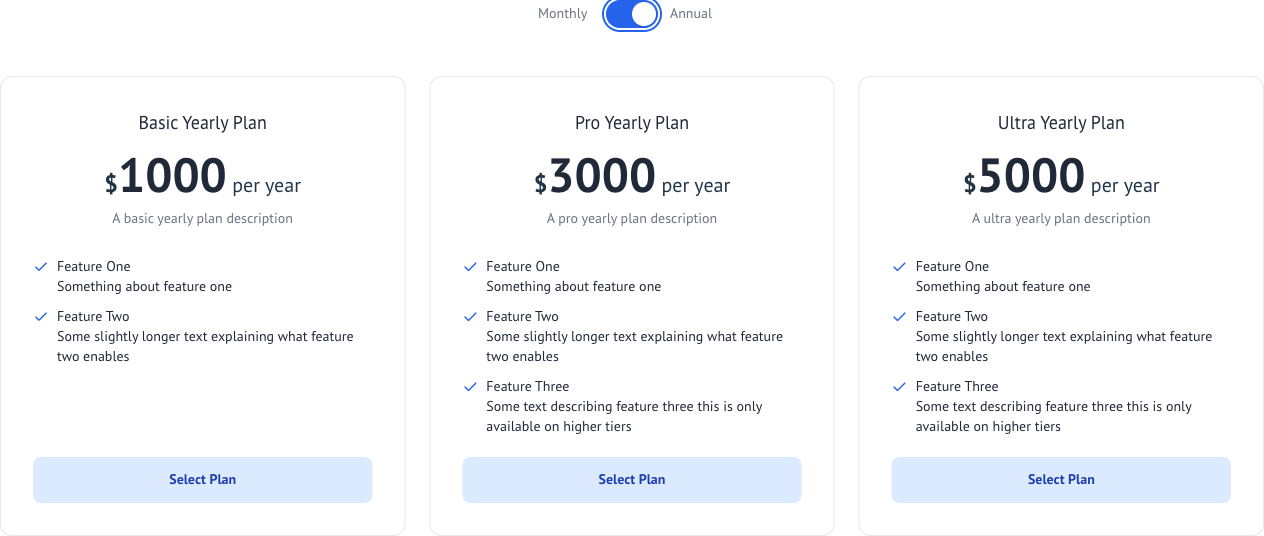 Monthly Annual
Basic Yearly Plan
$1000 per year
A basic yearly plan description
Feature One
Something about feature one
Feature Two
Some slightly longer text explaining what feature
two enables
Select Plan
Pro Yearly Plan
$3000 per year
A pro yearly plan description
Feature One
Something about feature one
Feature Two
Some slightly longer text explaining what feature
two enables
Feature Three
Some text describing feature three this is only
available on higher tiers
Select Plan
Ultra Yearly Plan
$5000 per year
A ultra yearly plan description
Feature One
Something about feature one
Feature Two
Some slightly longer text explaining what feature
two enables
Feature Three
Some text describing feature three this is only
available on higher tiers
Select Plan